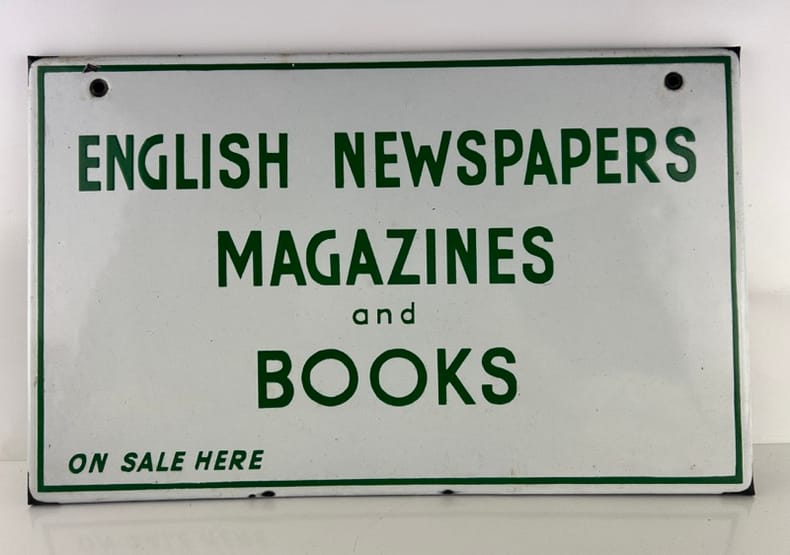 ENGLISH NEWSPAPERS
MAGAZINES
and
BOOKS
ON SALE HERE